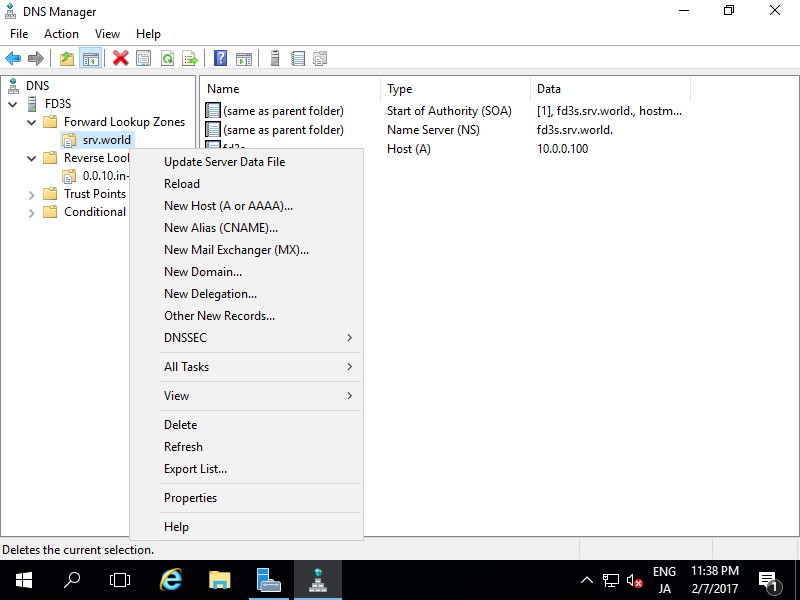 DNS Manager
File Action View Help
DNS
FD3S
Forward Lookup Zones
srv.world
Reverse Look
0.0.10.in-
Trust Points
Conditional
Name Type Data
(same as parent folder) Start of Authority (SOA) [1], fd3s.srv.world., hostm...
(same as parent folder) Name Server (NS) fd3s.srv.world.
fd3s Host (A) 10.0.0.100
Update Server Data File
Reload
New Host (A or AAAA)...
New Alias (CNAME)...
New Mail Exchanger (MX)...
New Domain...
New Delegation...
Other New Records...
DNSSEC
All Tasks
View
Delete
Refresh
Export List...
Properties
Help
Deletes the current selection.
ENG
JA
11:38 PM
2/7/2017
1